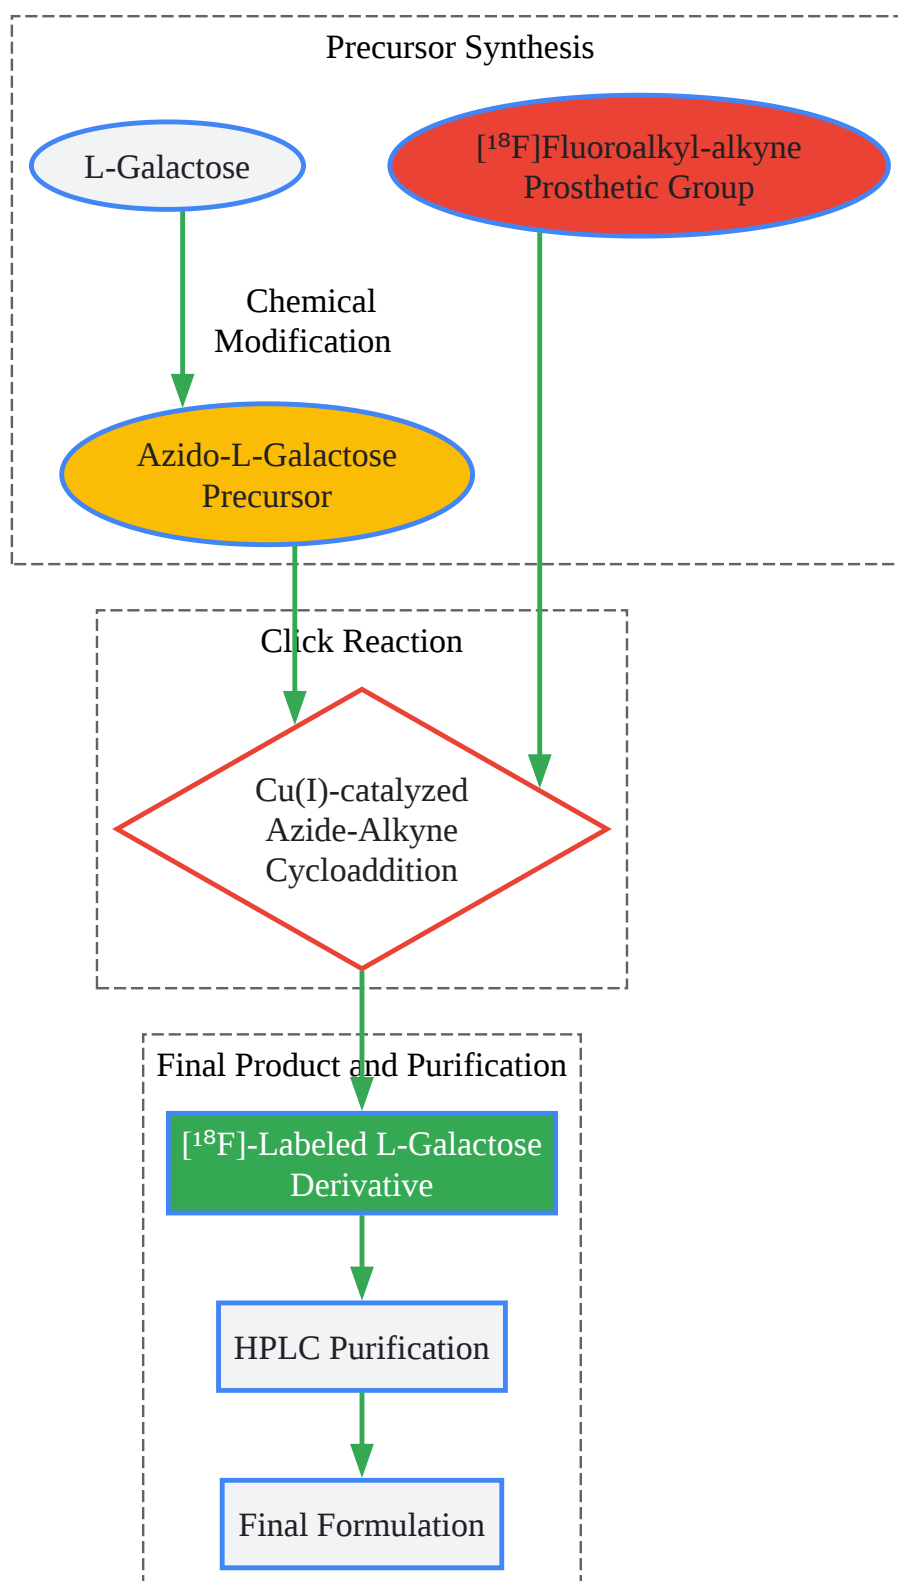 Precursor Synthesis
L-Galactose
[¹⁸F]Fluoroalkyl-alkyne
Prosthetic Group
Chemical
Modification
Azido-L-Galactose
Precursor
Click Reaction
Cu(I)-catalyzed
Azide-Alkyne
Cycloaddition
Final Product and Purification
[¹⁸F]-Labeled L-Galactose
Derivative
HPLC Purification
Final Formulation